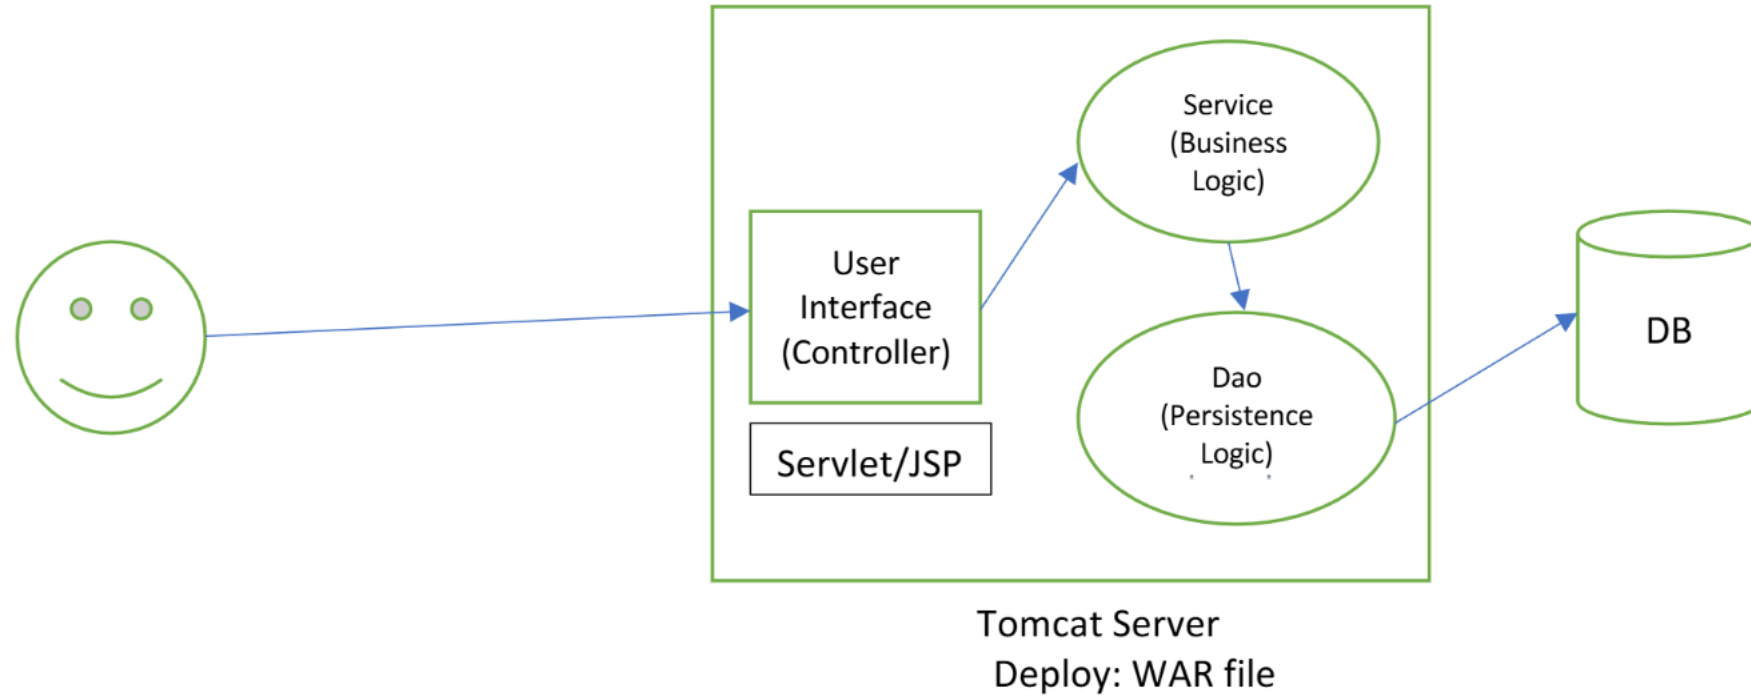 User
Interface
(Controller)
Servlet/JSP
Service
(Business
Logic)
Dao
(Persistence
Logic)
DB
Tomcat Server
Deploy: WAR file